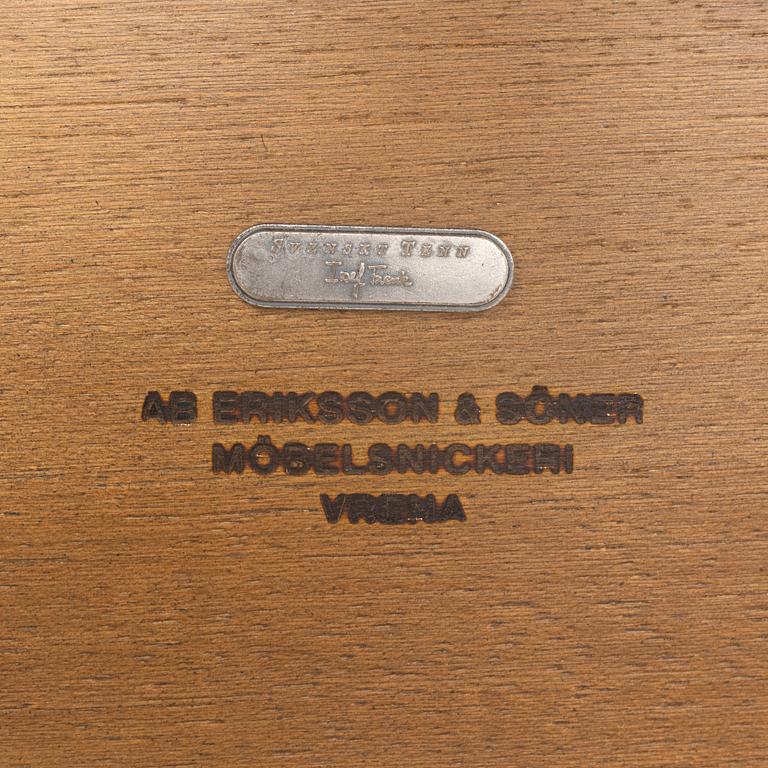 SVENSKT TENN
Josef Frank
AB ERIKSSON & SÖNER
MÖBELSNICKERI
VRENA